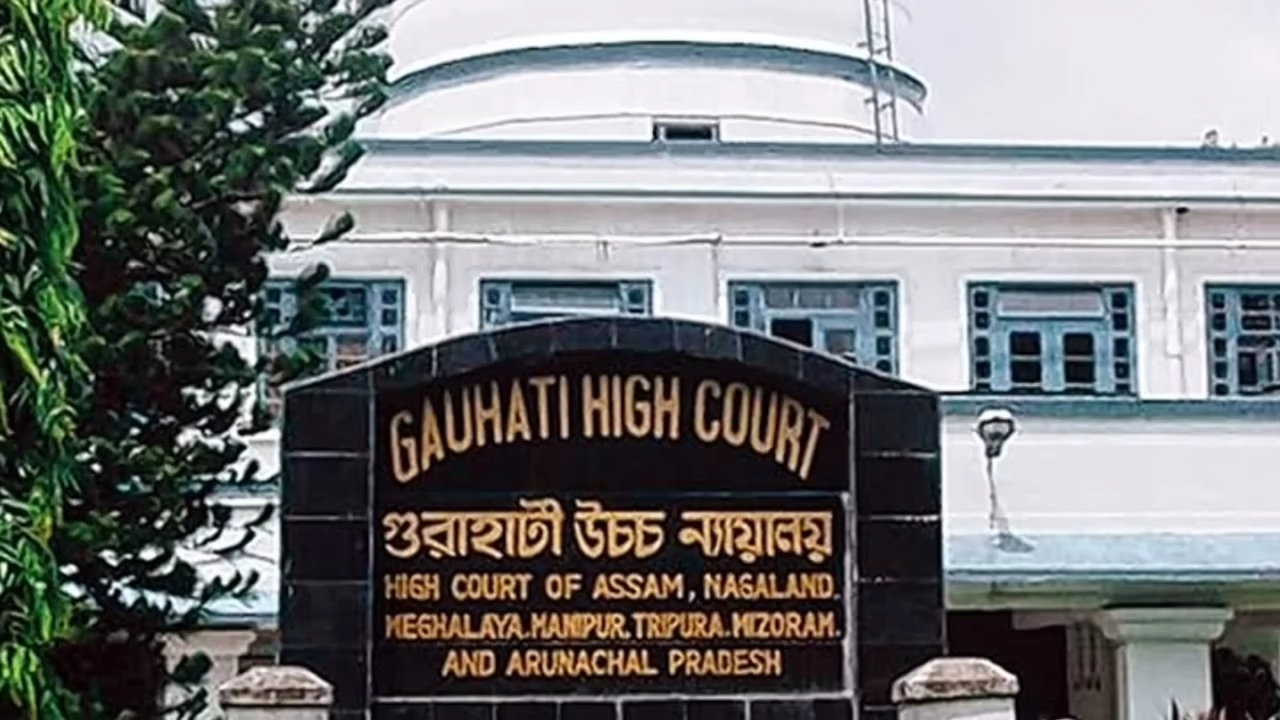 GAUHATI HIGH COURT
গুৱাহাটী উচ্চ ন্যায়ালয়
HIGH COURT OF ASSAM, NAGALAND.
MEGHALAYA. MANIPUR. TRIPURA. MIZORAM.
AND ARUNACHAL PRADESH